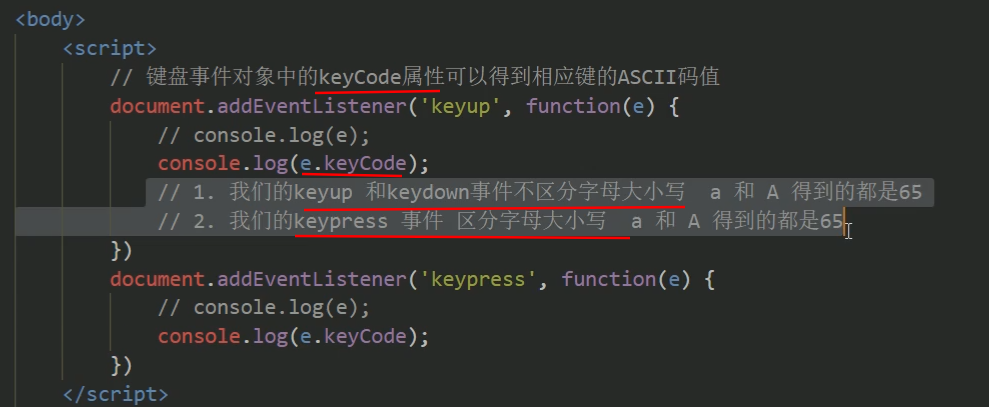 <body>
<script>
// 键盘事件对象中的keyCode属性可以得到相应键的ASCII码值
document.addEventListener('keyup', function(e) {
// console.log(e);
console.log(e.keyCode);
// 1. 我们的keyup 和keydown事件不区分字母大小写  a 和 A 得到的都是65
// 2. 我们的keypress 事件 区分字母大小写  a 和 A 得到的都是65
})
document.addEventListener('keypress', function(e) {
// console.log(e);
console.log(e.keyCode);
})
</script>